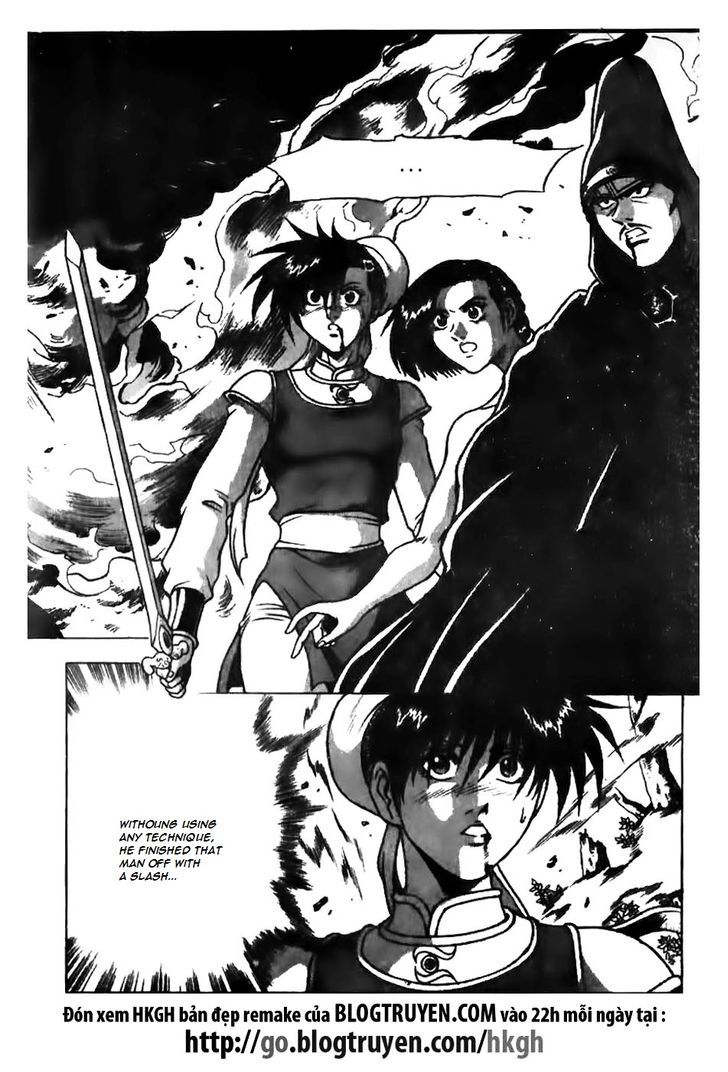 ...
WITHOUNG USING
ANY TECHNIQUE,
HE FINISHED THAT
MAN OFF WITH
A SLASH...
Đón xem HKGH bản đẹp remake của BLOGTRUYEN.COM vào 22h mỗi ngày tại :
http://go.blogtruyen.com/hkgh